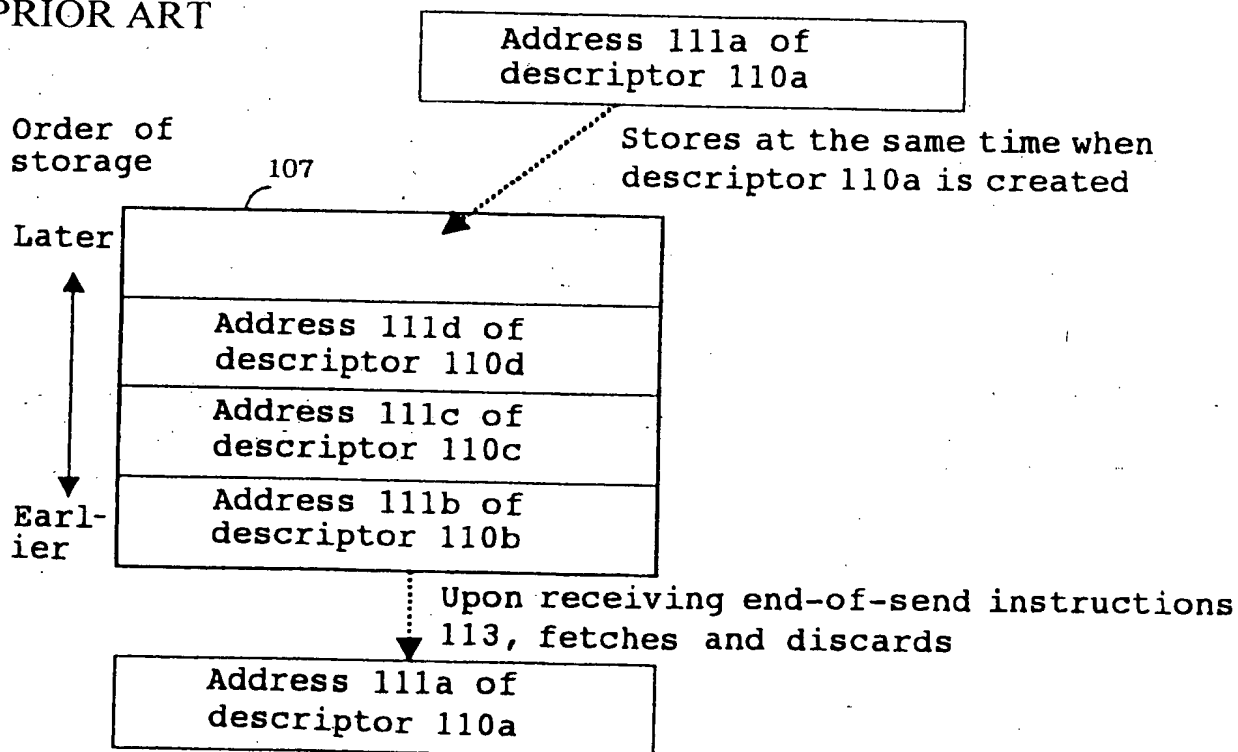 PRIOR ART
Address 111a of
descriptor 110a
Order of
storage
107
Stores at the same time when
descriptor 110a is created
Later
Address 111d of
descriptor 110d
Address 111c of
descriptor 110c
Address 111b of
descriptor 110b
Earl-
ier
Upon receiving end-of-send instructions
113, fetches and discards
Address 111a of
descriptor 110a